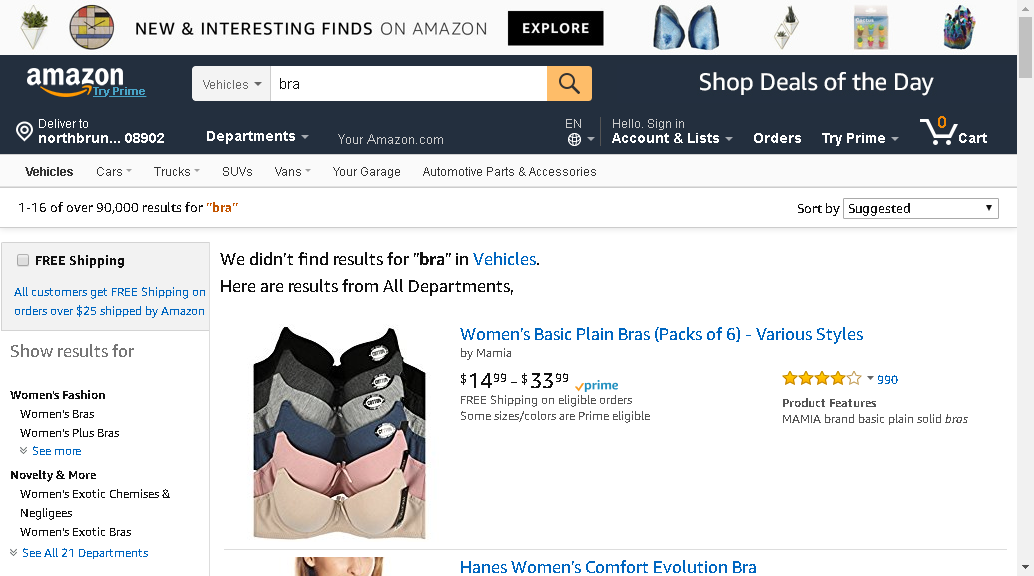 NEW & INTERESTING FINDS ON AMAZON EXPLORE
amazon
Try Prime
Vehicles bra
Shop Deals of the Day
Deliver to
northbrun... 08902
Departments
Your Amazon.com
EN
Hello. Sign in
Account & Lists
Orders
Try Prime
0
Cart
Vehicles Cars Trucks SUVs Vans Your Garage Automotive Parts & Accessories
1-16 of over 90,000 results for "bra"
Sort by Suggested
FREE Shipping
All customers get FREE Shipping on
orders over $25 shipped by Amazon
Show results for
Women's Fashion
Women's Bras
Women's Plus Bras
See more
Novelty & More
Women's Exotic Chemises &
Negligees
Women's Exotic Bras
See All 21 Departments
We didn't find results for "bra" in Vehicles.
Here are results from All Departments,
COTTON
COTTON
COTTON
COTTON
Women's Basic Plain Bras (Packs of 6) - Various Styles
by Mamia
$14.99 - $33.99 prime
FREE Shipping on eligible orders
Some sizes/colors are Prime eligible
990
Product Features
MAMIA brand basic plain solid bras
Hanes Women's Comfort Evolution Bra